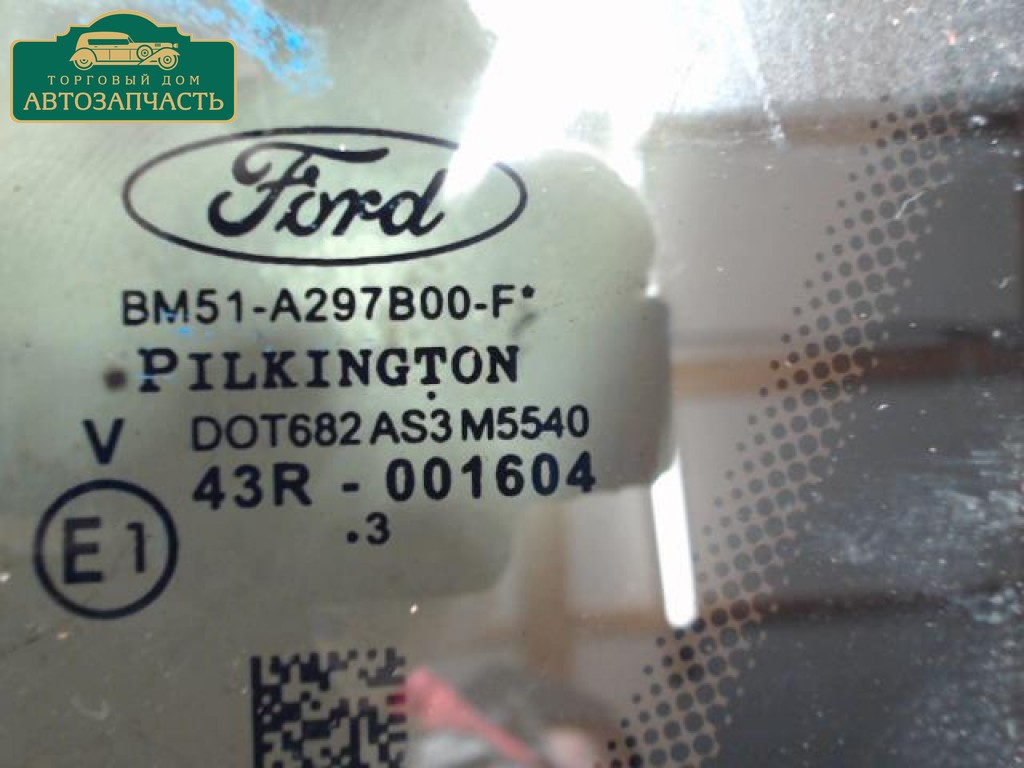 ТОРГОВЫЙ ДОМ
АВТОЗАПЧАСТЬ
Ford
BM51-A297B00-F*
PILKINGTON
V DOT682 AS3 M5540
43R - 001604
E1
.3